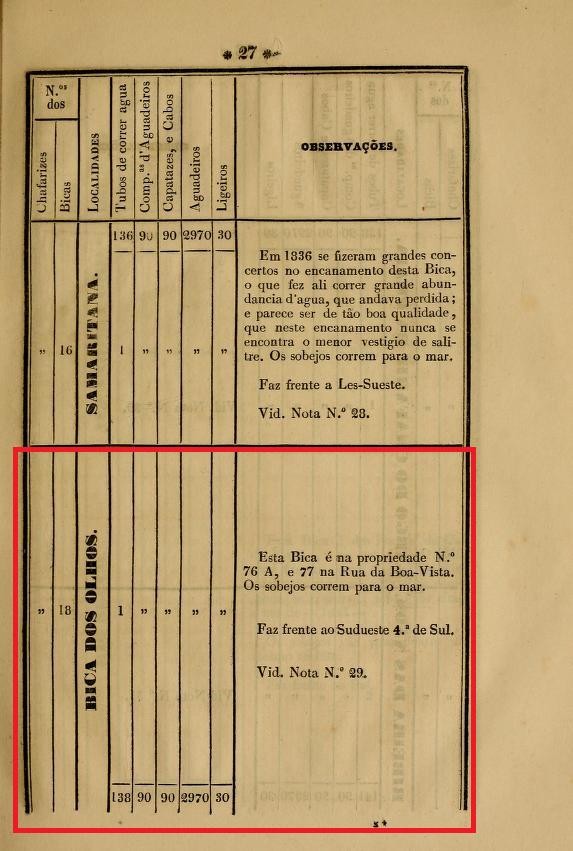 * 27 *
N.os dos
Chafarizes
Bicas
LOCALIDADES
Tubos de correr agua
Comp.as d'Aguadeiros
Capatazes, e Cabos
Aguadeiros
Ligeiros
OBSERVAÇÕES.
136 90 90 2970 30
„ 16 SAMARITANA. 1 „ „ „ „
Em 1836 se fizeram grandes con-
certos no encanamento desta Bica,
o que fez ali correr grande abun-
dancia d'agua, que andava perdida;
e parece ser de tão boa qualidade,
que neste encanamento nunca se
encontra o menor vestigio de sali-
tre. Os sobejos correm para o mar.
Faz frente a Les-Sueste.
Vid. Nota N.º 28.
„ 18 BICA DOS OLHOS. 1 „ „ „ „
Esta Bica é na propriedade N.º
76 A, e 77 na Rua da Boa-Vista.
Os sobejos correm para o mar.
Faz frente ao Sudueste 4.ª de Sul.
Vid. Nota N.º 29.
138 90 90 2970 30